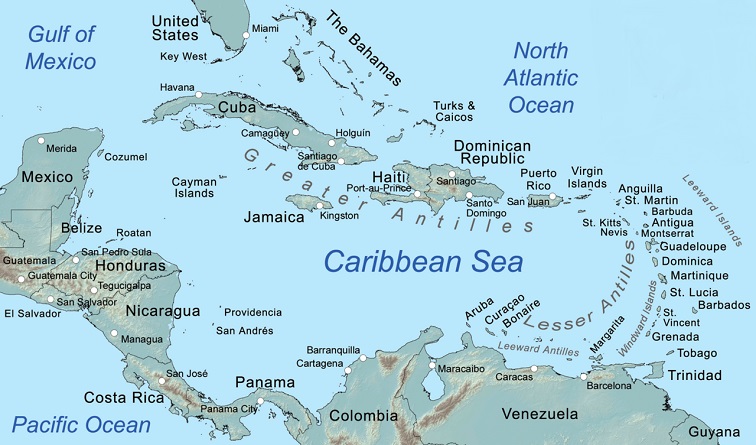 United
States
Miami
Gulf of
Mexico
Key West
The Bahamas
North
Atlantic
Ocean
Havana
Cuba
Camagüey
Holguín
Santiago
de Cuba
Turks &
Caicos
Merida
Cozumel
Mexico
Cayman
Islands
Greater Antilles
Jamaica
Kingston
Haiti
Port-au-Prince
Dominican
Republic
Santiago
Santo
Domingo
Puerto
Rico
San Juan
Virgin
Islands
Anguilla
St. Martin
Barbuda
Antigua
Montserrat
St. Kitts
Nevis
Leeward Islands
Guadeloupe
Dominica
Martinique
St. Lucia
Barbados
St.
Vincent
Grenada
Tobago
Trinidad
Windward Islands
Lesser Antilles
Leeward Antilles
Margarita
Aruba
Curaçao
Bonaire
Caribbean Sea
Belize
Roatan
Guatemala
San Pedro Sula
Honduras
Guatemala City
Tegucigalpa
San Salvador
El Salvador
Nicaragua
Managua
Providencia
San Andrés
San José
Costa Rica
Panama
Panama City
Pacific Ocean
Barranquilla
Cartagena
Colombia
Maracaibo
Caracas
Barcelona
Venezuela
Guyana